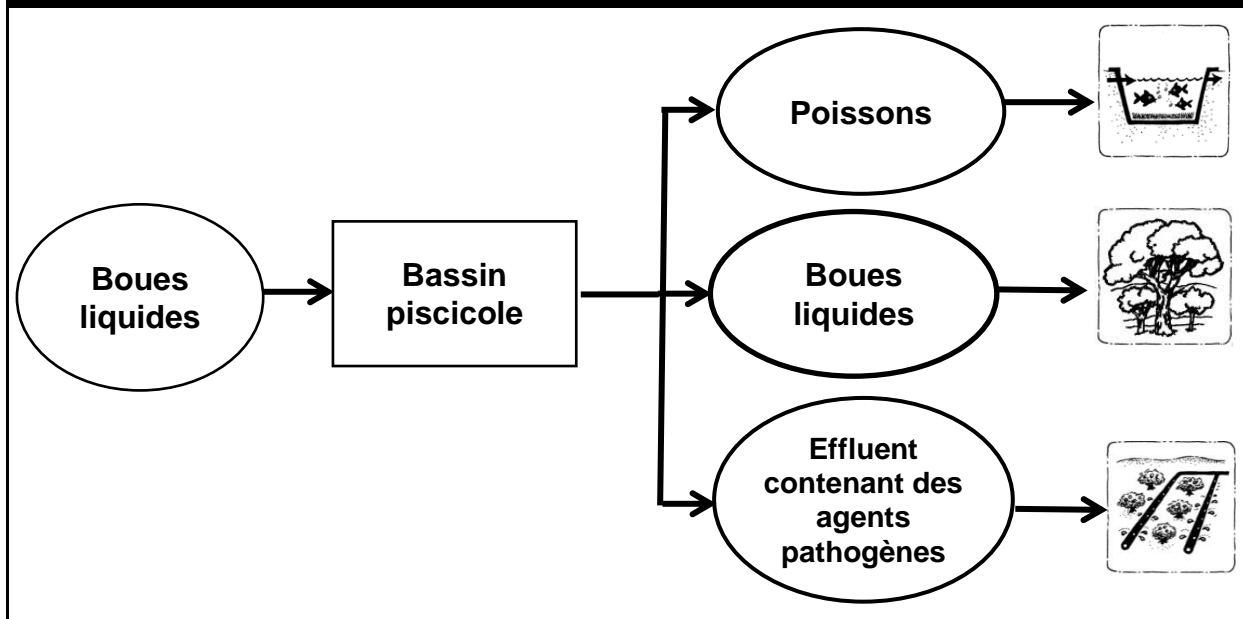 Boues
liquides
Bassin
piscicole
Poissons
Boues
liquides
Effluent
contenant des
agents
pathogènes